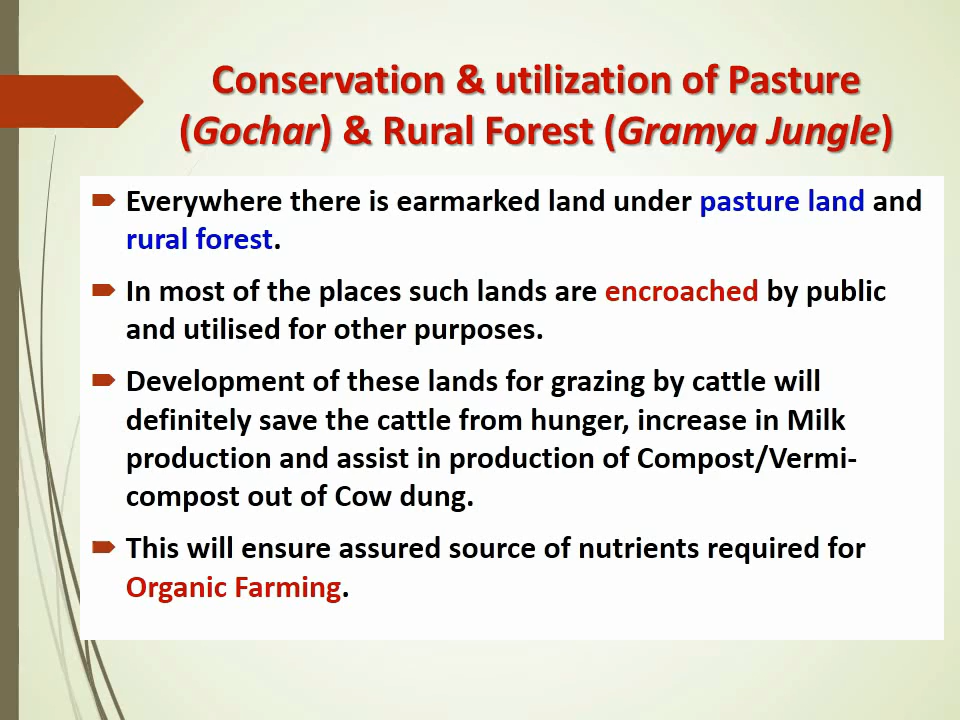 Conservation & utilization of Pasture
(Gochar) & Rural Forest (Gramya Jungle)
Everywhere there is earmarked land under pasture land and
rural forest.
In most of the places such lands are encroached by public
and utilised for other purposes.
Development of these lands for grazing by cattle will
definitely save the cattle from hunger, increase in Milk
production and assist in production of Compost/Vermi-
compost out of Cow dung.
This will ensure assured source of nutrients required for
Organic Farming.